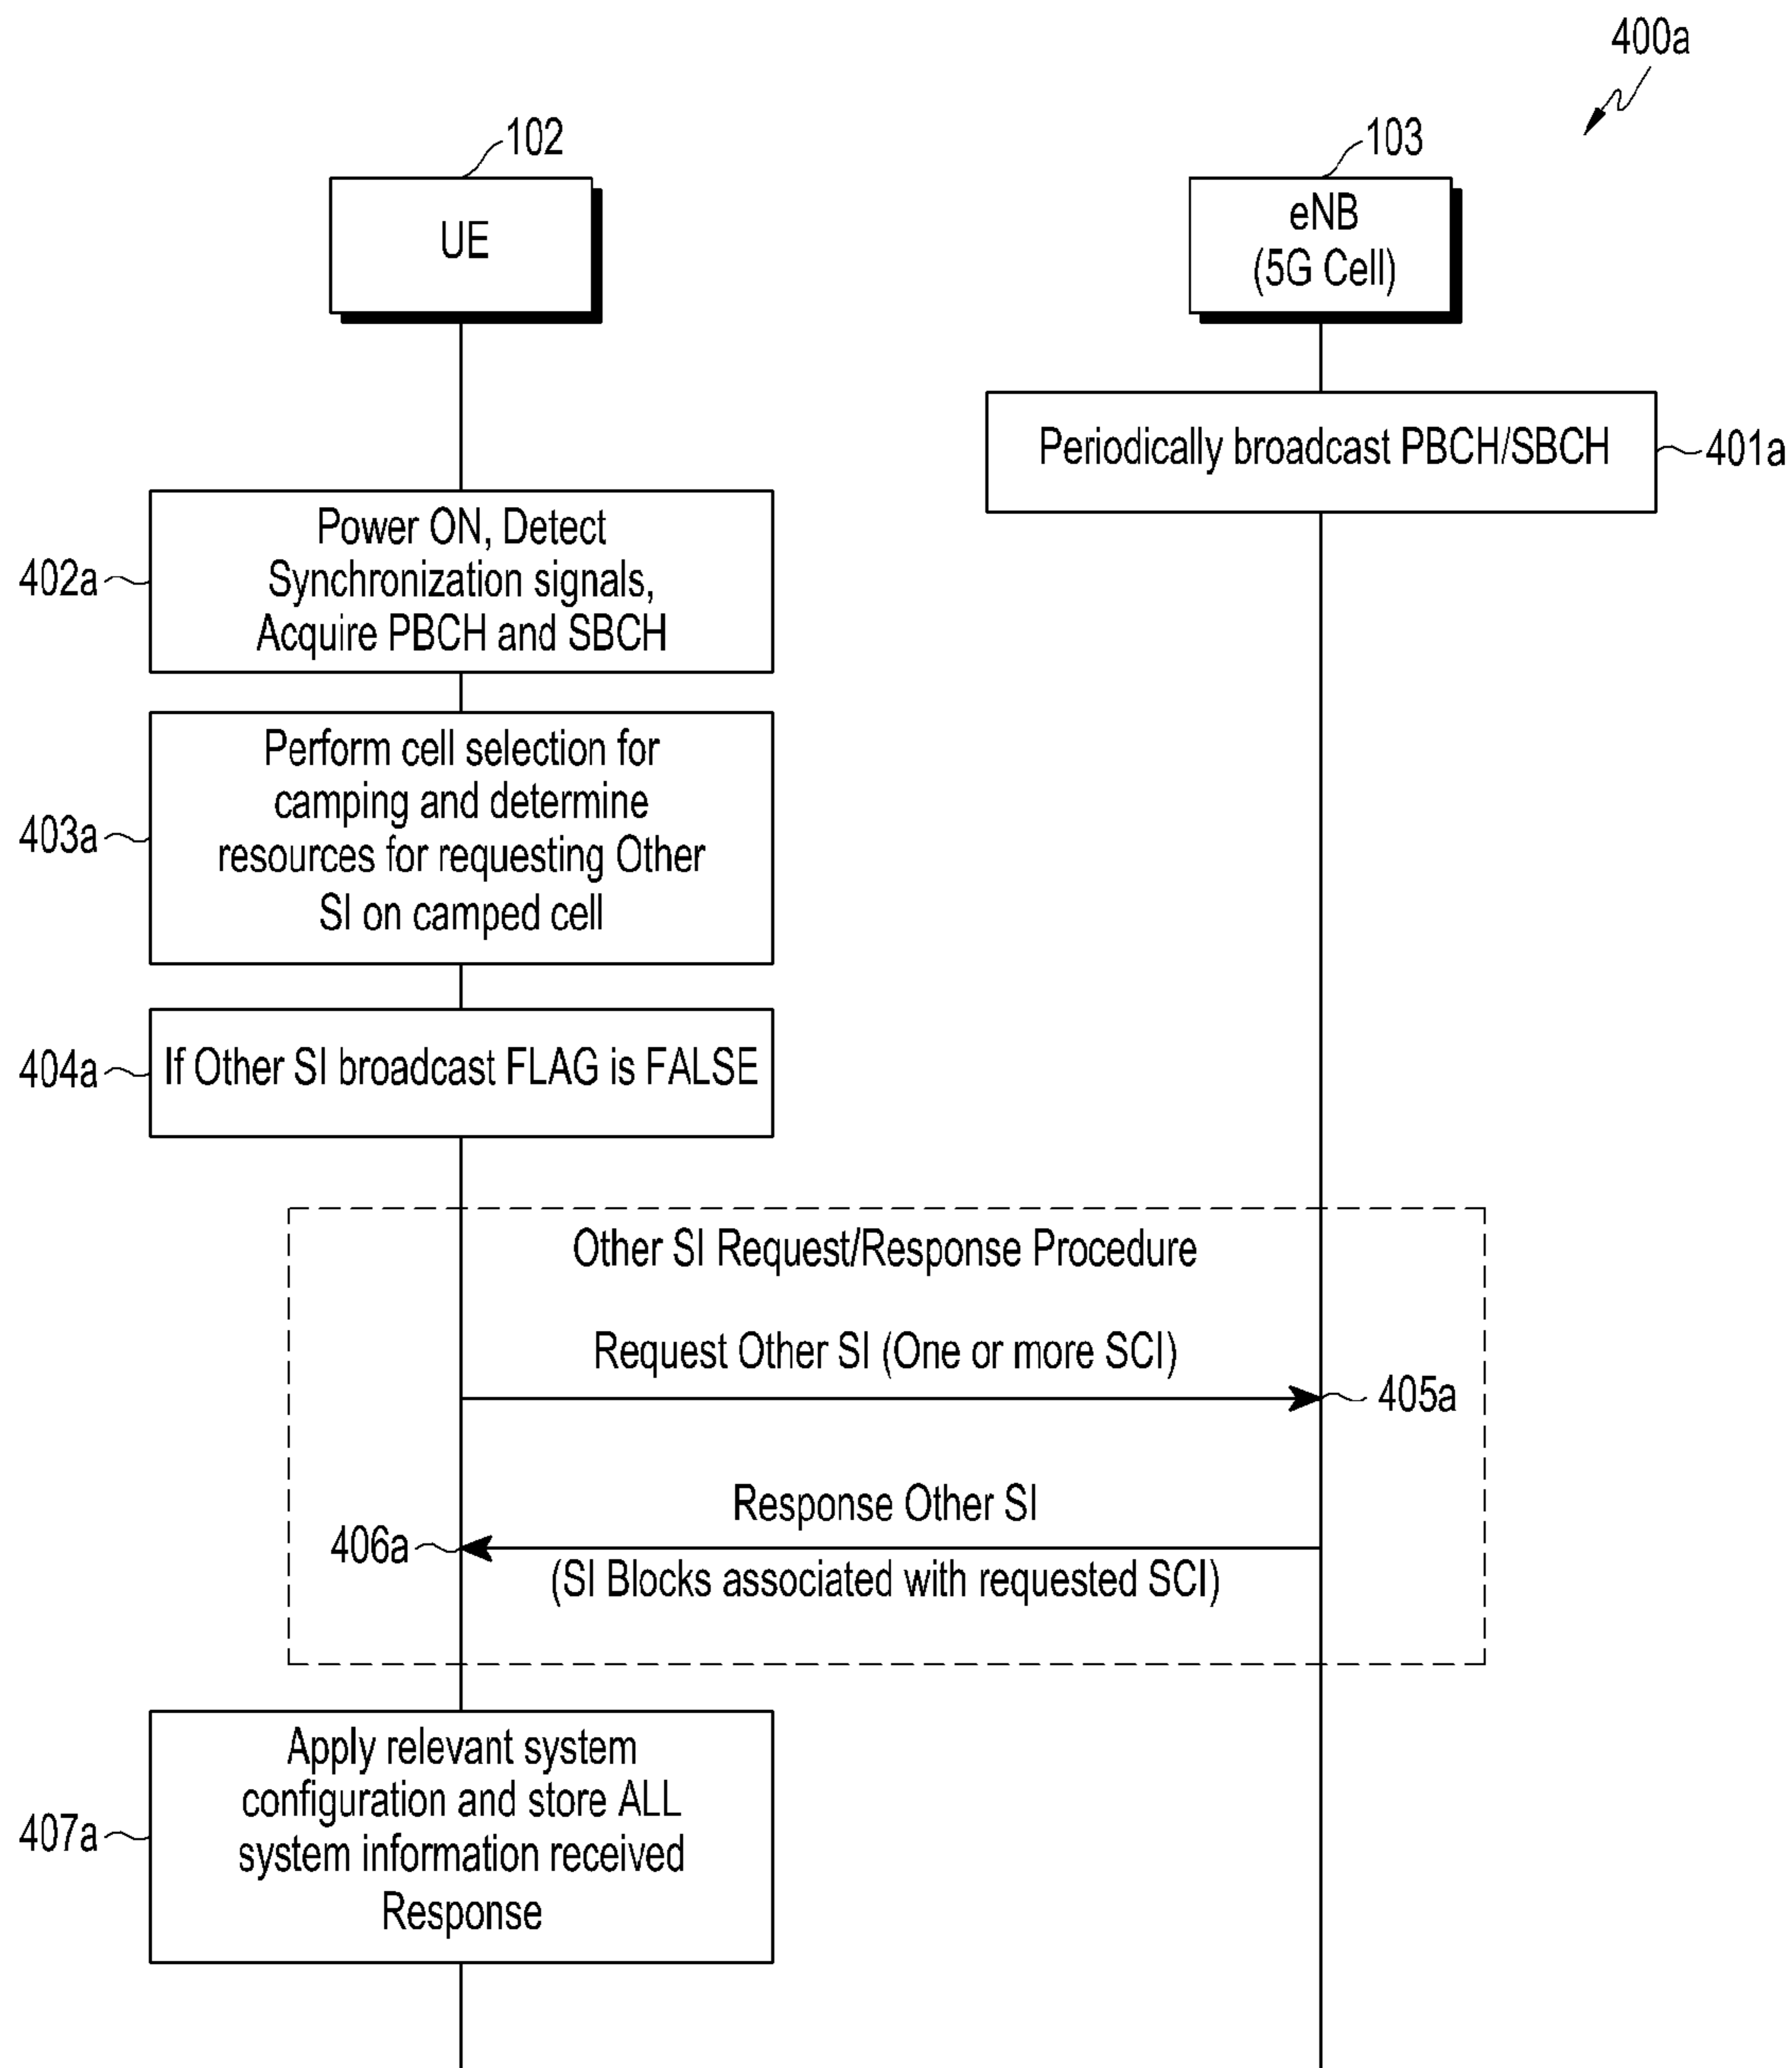 400a
102
103
UE
eNB
(5G Cell)
Periodically broadcast PBCH/SBCH
401a
402a
Power ON, Detect
Synchronization signals,
Acquire PBCH and SBCH
403a
Perform cell selection for
camping and determine
resources for requesting Other
SI on camped cell
404a
If Other SI broadcast FLAG is FALSE
Other SI Request/Response Procedure
Request Other SI (One or more SCI)
405a
Response Other SI
406a
(SI Blocks associated with requested SCI)
407a
Apply relevant system
configuration and store ALL
system information received
Response